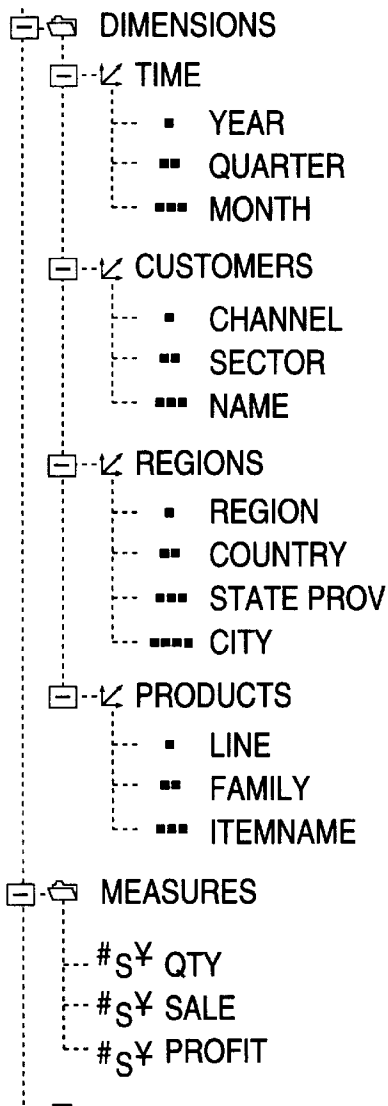 DIMENSIONS
TIME
YEAR
QUARTER
MONTH
CUSTOMERS
CHANNEL
SECTOR
NAME
REGIONS
REGION
COUNTRY
STATE PROV
CITY
PRODUCTS
LINE
FAMILY
ITEMNAME
MEASURES
#S¥ QTY
#S¥ SALE
#S¥ PROFIT